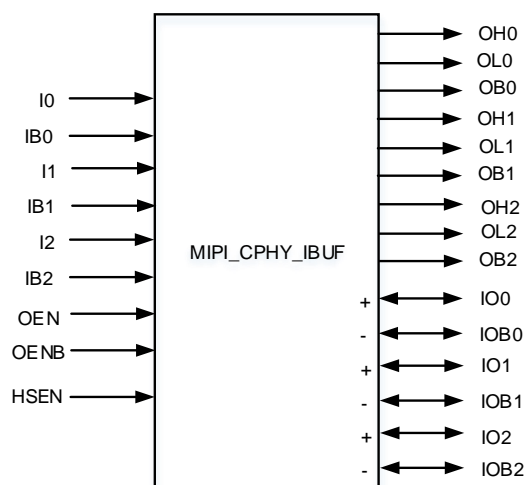 OH0
OL0
OB0
OH1
OL1
OB1
OH2
OL2
OB2
I0
IB0
I1
IB1
I2
IB2
OEN
OENB
HSEN
MIPI_CPHY_IBUF
+ IO0
- IOB0
+ IO1
- IOB1
+ IO2
- IOB2